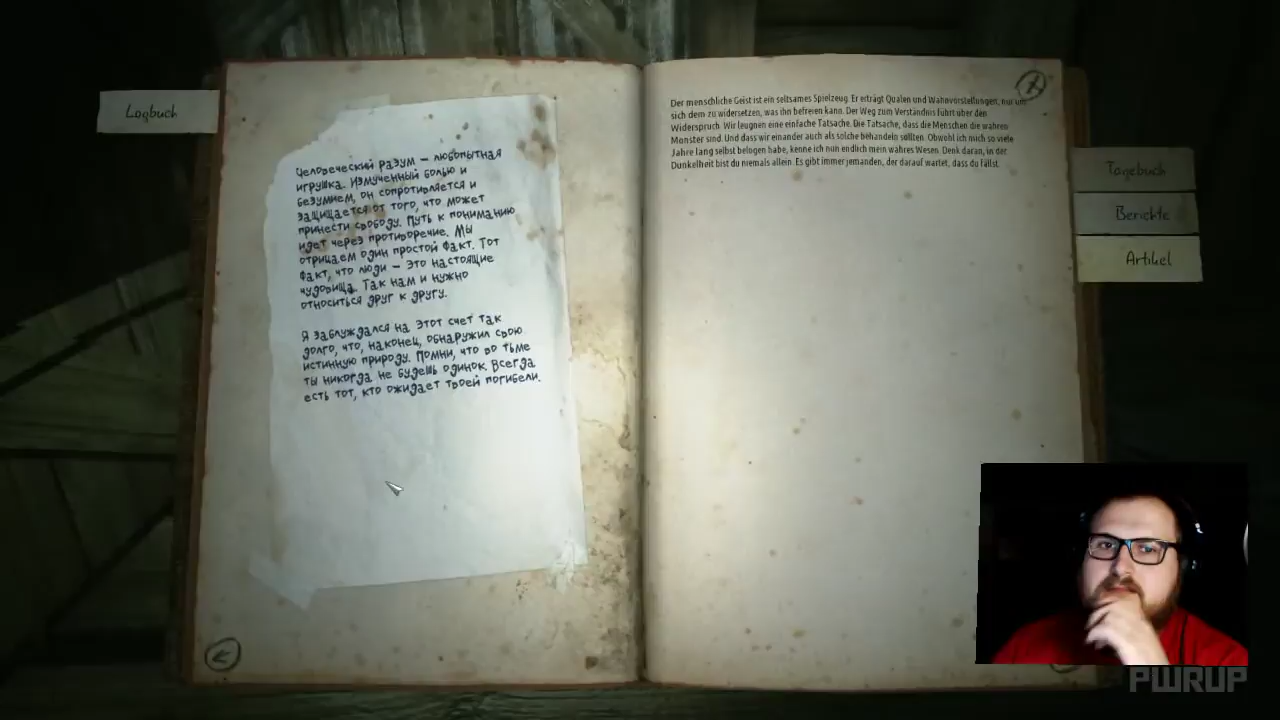 Logbuch
Человеческий разум — любопытная
игрушка. Измученный болью и
безумием, он сопротивляется и
защищается от того, что может
принести свободу. Путь к пониманию
идет через противоречие. Мы
отрицаем один простой факт. Тот
факт, что люди — это настоящие
чудовища. Так нам и нужно
относиться друг к другу.
Я заблуждался на этот счет так
долго, что, наконец, обнаружил свою
истинную природу. Помни, что во тьме
ты никогда не будешь одинок. Всегда
есть тот, кто ожидает твоей погибели.
Der menschliche Geist ist ein seltsames Spielzeug. Er erträgt Qualen und Wahnvorstellungen, nur um
sich dem zu widersetzen, was ihn befreien kann. Der Weg zum Verständnis führt über den
Widerspruch. Wir leugnen eine einfache Tatsache. Die Tatsache, dass die Menschen die wahren
Monster sind. Und dass wir einander auch als solche behandeln sollten. Obwohl ich mich so viele
Jahre lang selbst belogen habe, kenne ich nun endlich mein wahres Wesen. Denk daran, in der
Dunkelheit bist du niemals allein. Es gibt immer jemanden, der darauf wartet, dass du fällst.
Tagebuch
Berichte
Artikel
PWRUP